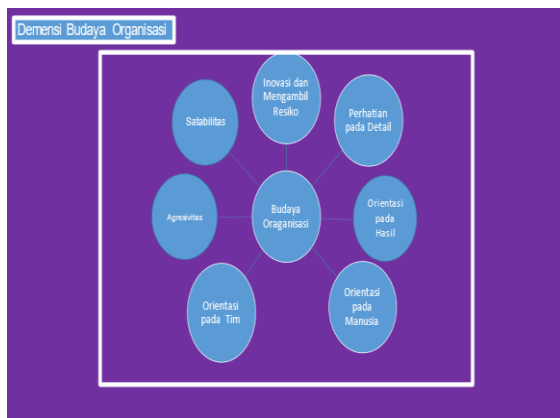 Demensi Budaya Organisasi
Inovasi dan
Mengambil
Resiko
Perhatian
pada Detail
Orientasi
pada
Hasil
Orientasi
pada
Manusia
Orientasi
pada Tim
Agresivitas
Satabilitas
Budaya
Oraganisasi